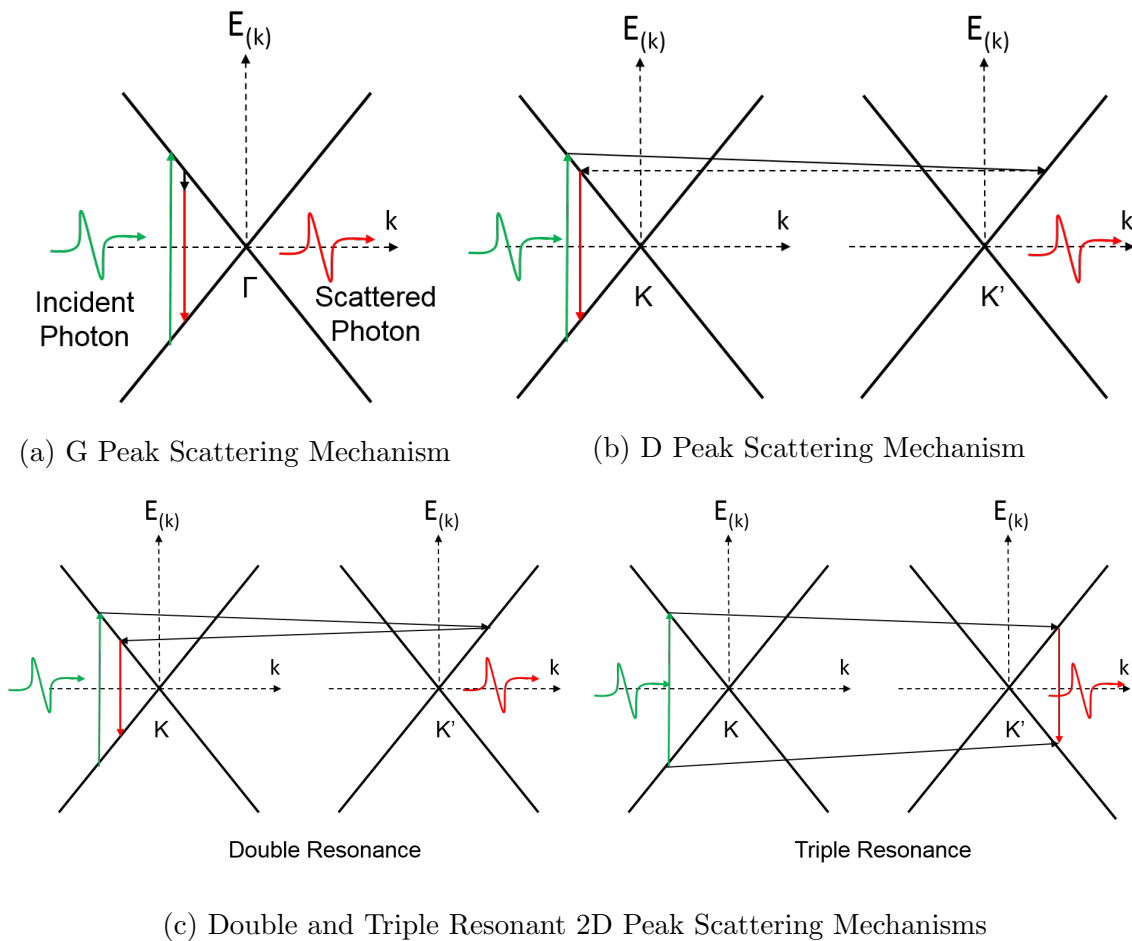 E(k)
k
Γ
Incident
Photon
Scattered
Photon
E(k)
k
K
E(k)
k
K’
(a) G Peak Scattering Mechanism
(b) D Peak Scattering Mechanism
E(k)
k
K
E(k)
k
K’
Double Resonance
E(k)
k
K
E(k)
k
K’
Triple Resonance
(c) Double and Triple Resonant 2D Peak Scattering Mechanisms